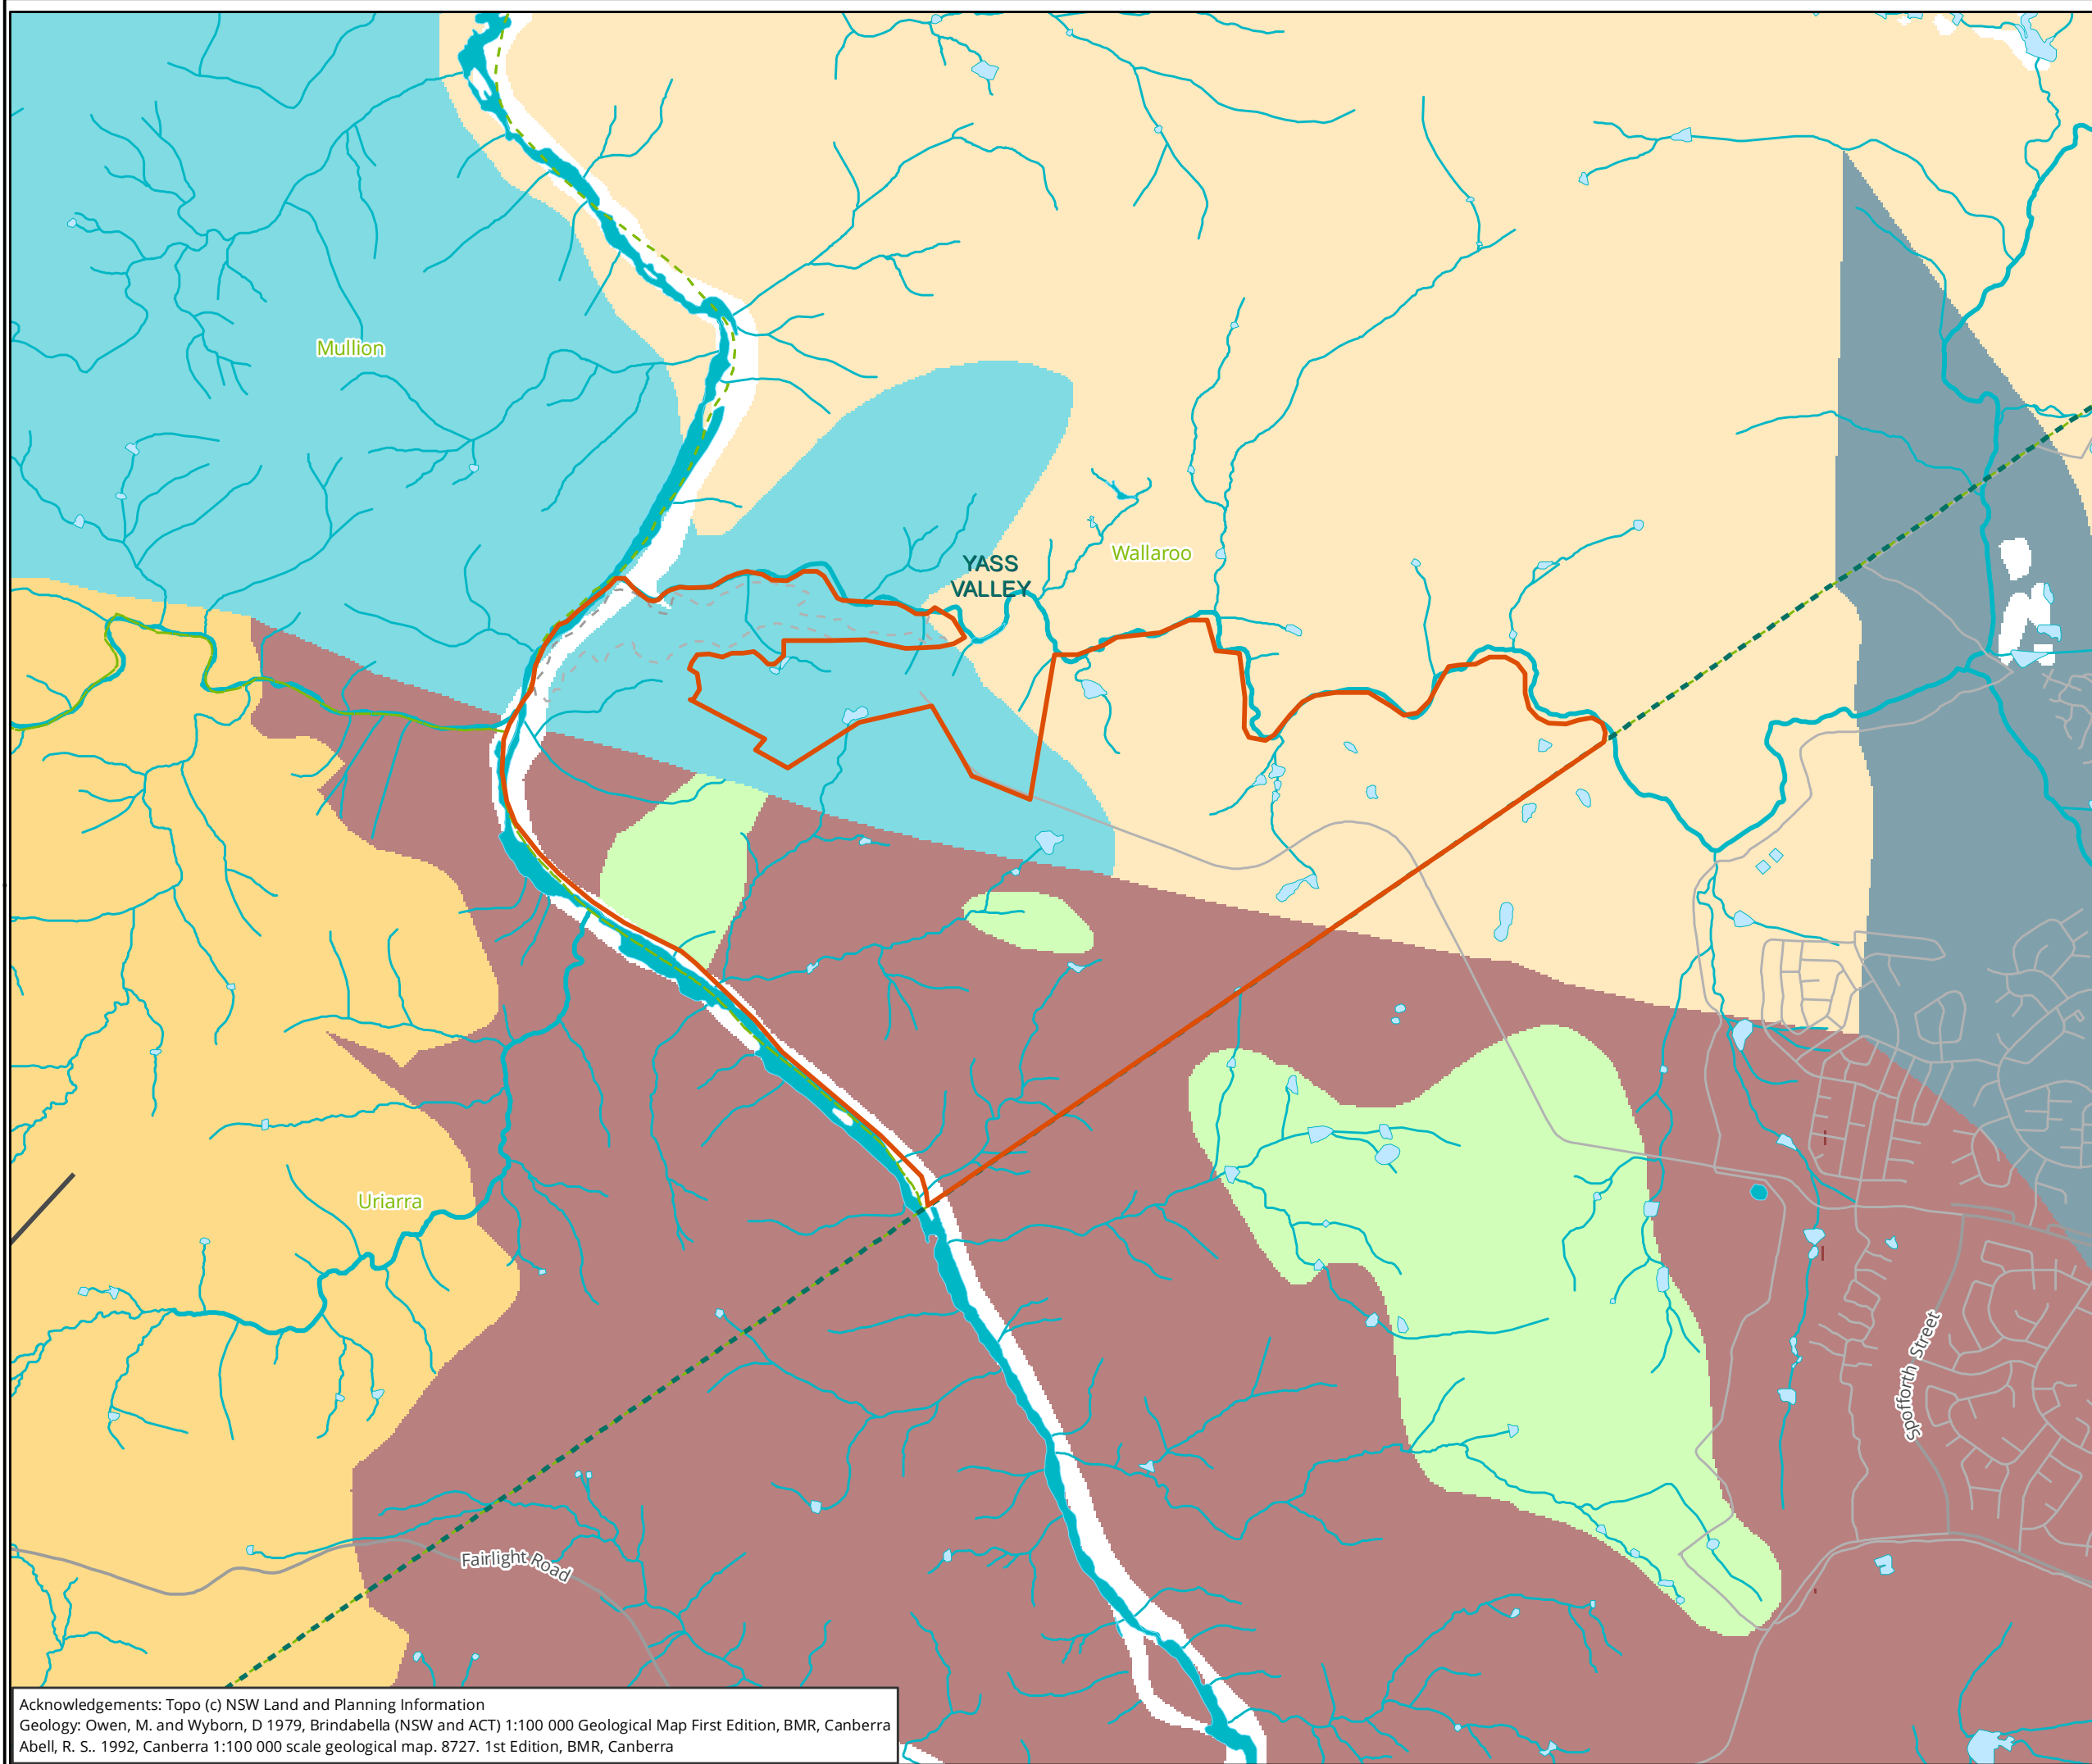 Mullion
YASS
VALLEY
Wallaroo
Uriarra
Spofforth Street
Fairlight Road
Acknowledgements: Topo (c) NSW Land and Planning Information
Geology: Owen, M. and Wyborn, D 1979, Brindabella (NSW and ACT) 1:100 000 Geological Map First Edition, BMR, Canberra
Abell, R. S.. 1992, Canberra 1:100 000 scale geological map. 8727. 1st Edition, BMR, Canberra